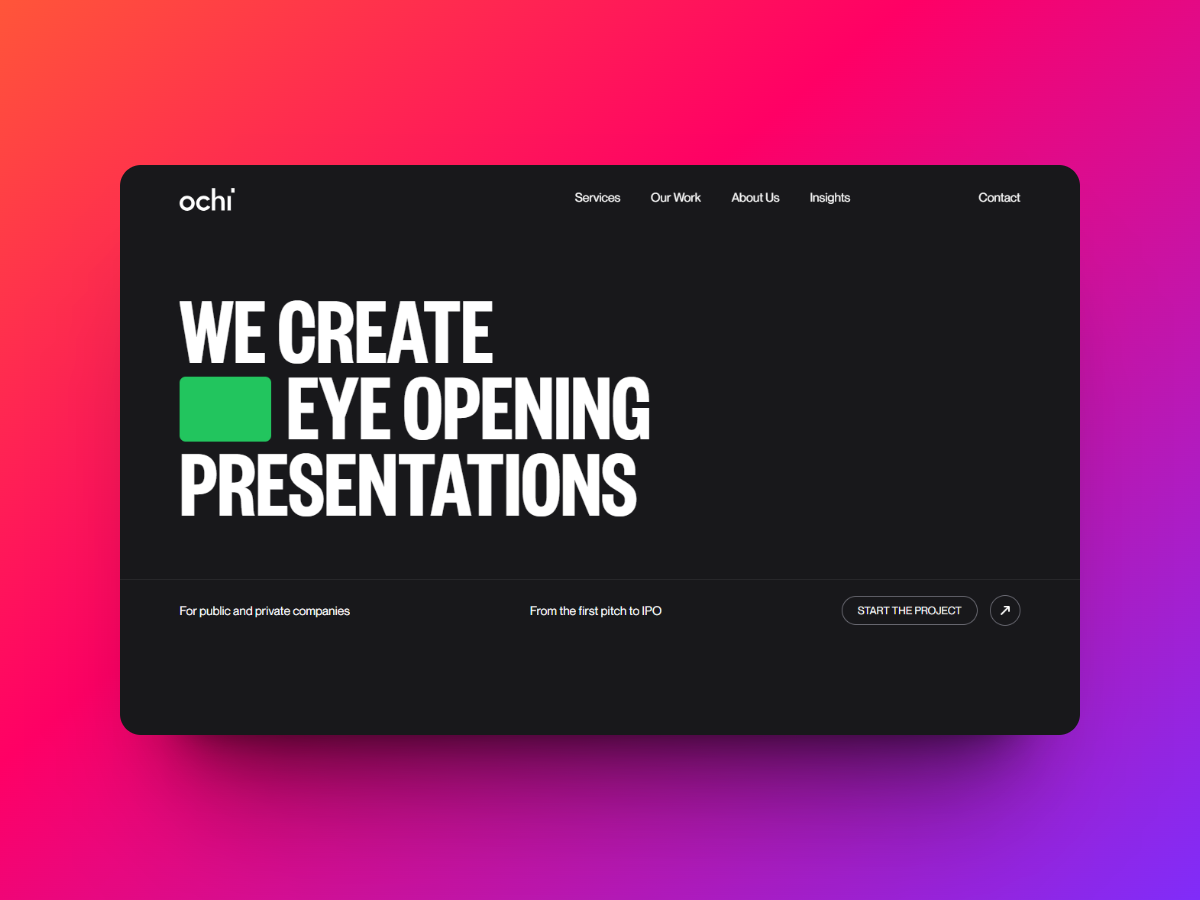 ochi
Services Our Work About Us Insights Contact
WE CREATE
EYE OPENING
PRESENTATIONS
For public and private companies From the first pitch to IPO START THE PROJECT